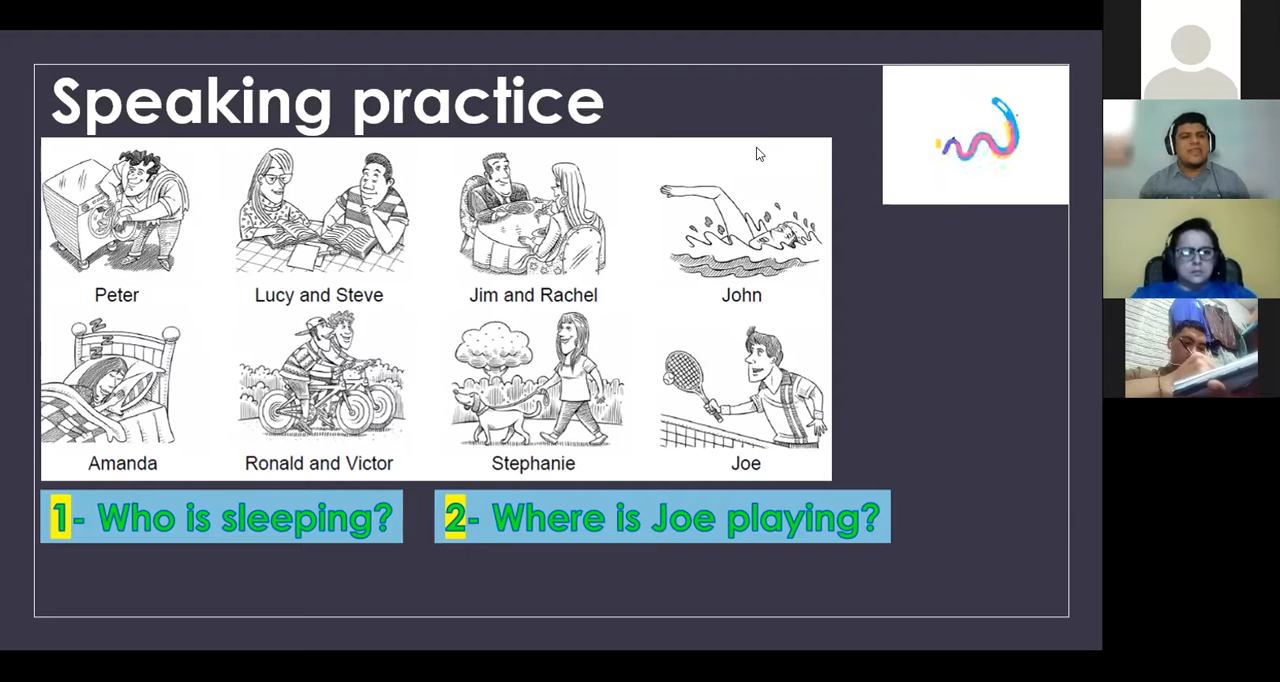 Speaking practice
Peter
Lucy and Steve
Jim and Rachel
John
Z Z Z
Amanda
Ronald and Victor
Stephanie
Joe
1- Who is sleeping?
2- Where is Joe playing?